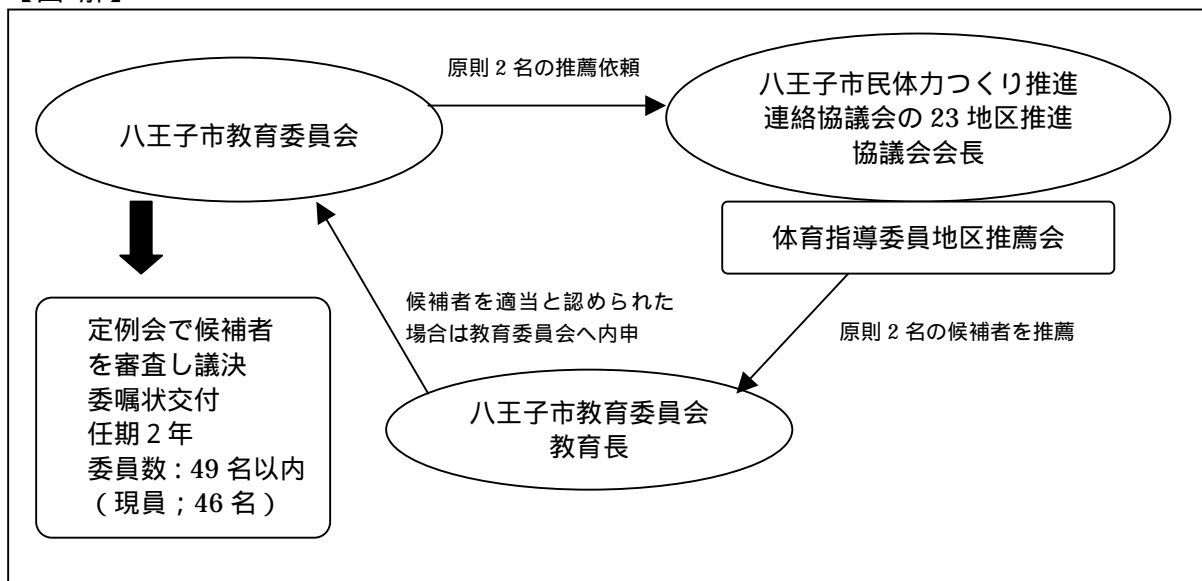 原則2名の推薦依頼
八王子市教育委員会
八王子市民体力つくり推進
連絡協議会の23地区推進
協議会会長
体育指導委員地区推薦会
候補者を適当と認められた
場合は教育委員会へ内申
原則2名の候補者を推薦
八王子市教育委員会
教育長
定例会で候補者
を審査し議決
委嘱状交付
任期2年
委員数：49名以内
（現員；46名）